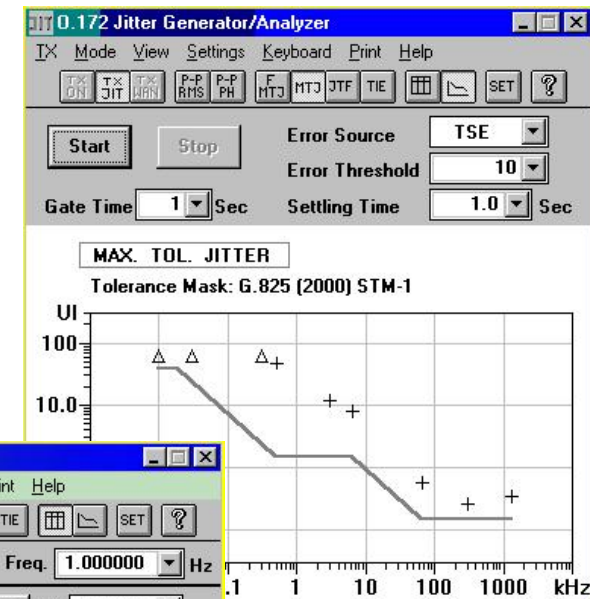 JIT O.172 Jitter Generator/Analyzer
TX Mode View Settings Keyboard Print Help
TX ON TX JIT TX WAN P-P RMS P-P PH F MTJ MTJ JTF TIE SET ?
Start Stop Error Source TSE
Error Threshold 10
Gate Time 1 Sec Settling Time 1.0 Sec
MAX. TOL. JITTER
Tolerance Mask: G.825 (2000) STM-1
UI
100
10.0
int Help
TIE SET ?
Freq. 1.000000 Hz
.1 1 10 100 1000 kHz